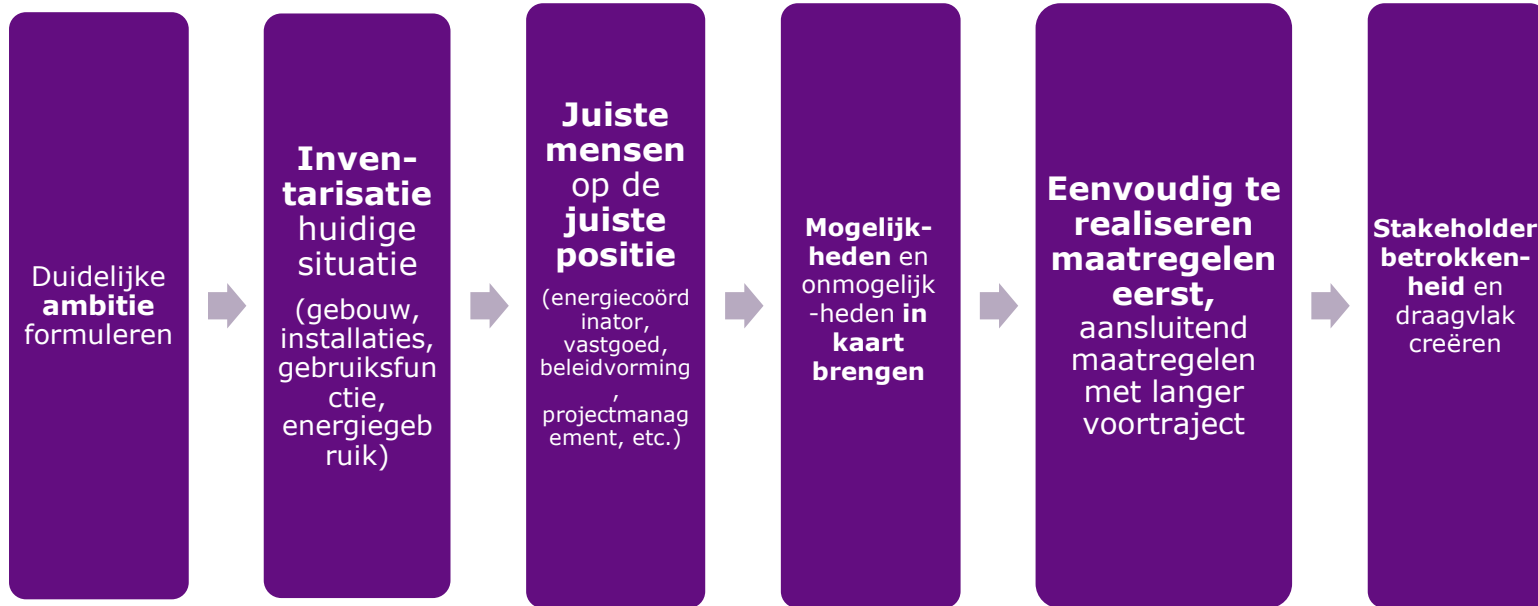 Duidelijke
ambitie
formuleren
Inven-
tarisatie
huidige
situatie
(gebouw,
installaties,
gebruiksfun
ctie,
energiegeb
ruik)
Juiste
mensen
op de
juiste
positie
(energiecoörd
inator,
vastgoed,
beleidvorming
,
projectmanag
ement, etc.)
Mogelijk-
heden en
onmogelijk
-heden in
kaart
brengen
Eenvoudig te
realiseren
maatregelen
eerst,
aansluitend
maatregelen
met langer
voortraject
Stakeholder
betrokken-
heid en
draagvlak
creëren